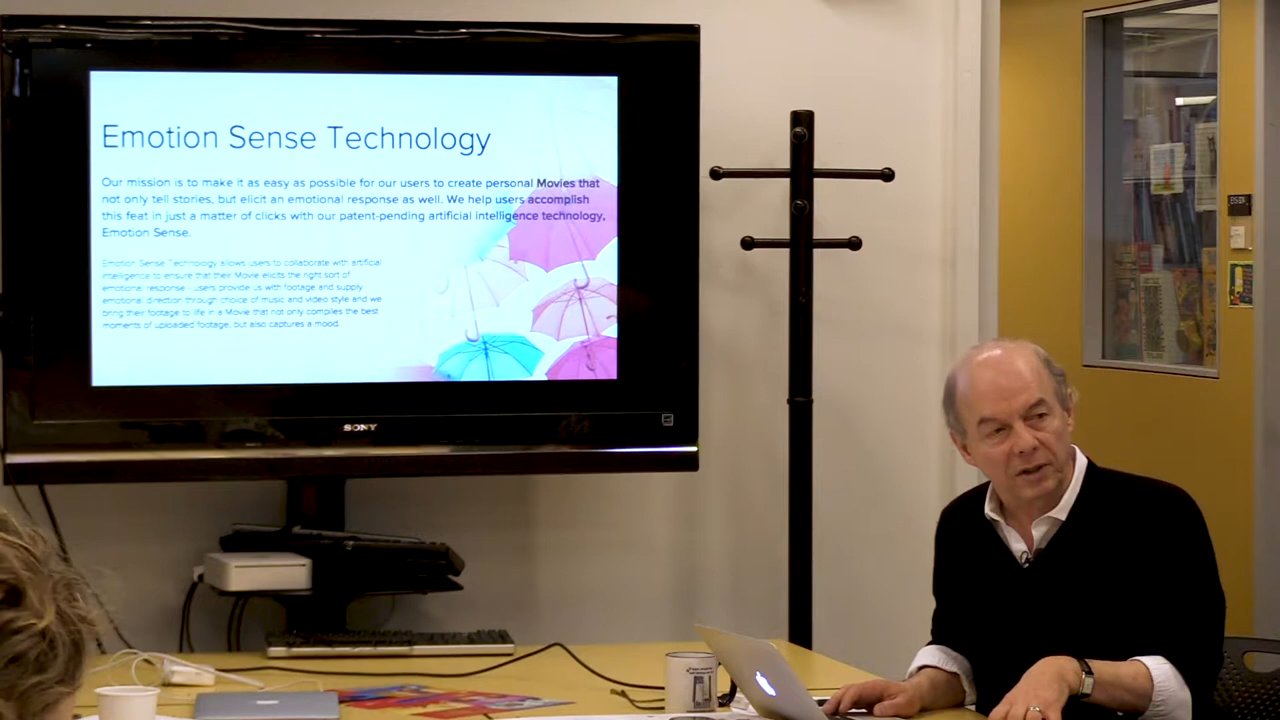 Emotion Sense Technology
Our mission is to make it as easy as possible for our users to create personal Movies that
not only tell stories, but elicit an emotional response as well. We help users accomplish
this feat in just a matter of clicks with our patent-pending artificial intelligence technology,
Emotion Sense.
Emotion Sense Technology allows users to collaborate with artificial
intelligence to ensure that their Movie elicits the right sort of
emotional response - users provide us with footage and supply
emotional direction through choice of music and video style and we
bring their footage to life in a Movie that not only compiles the best
moments of uploaded footage, but also captures a mood.
SONY